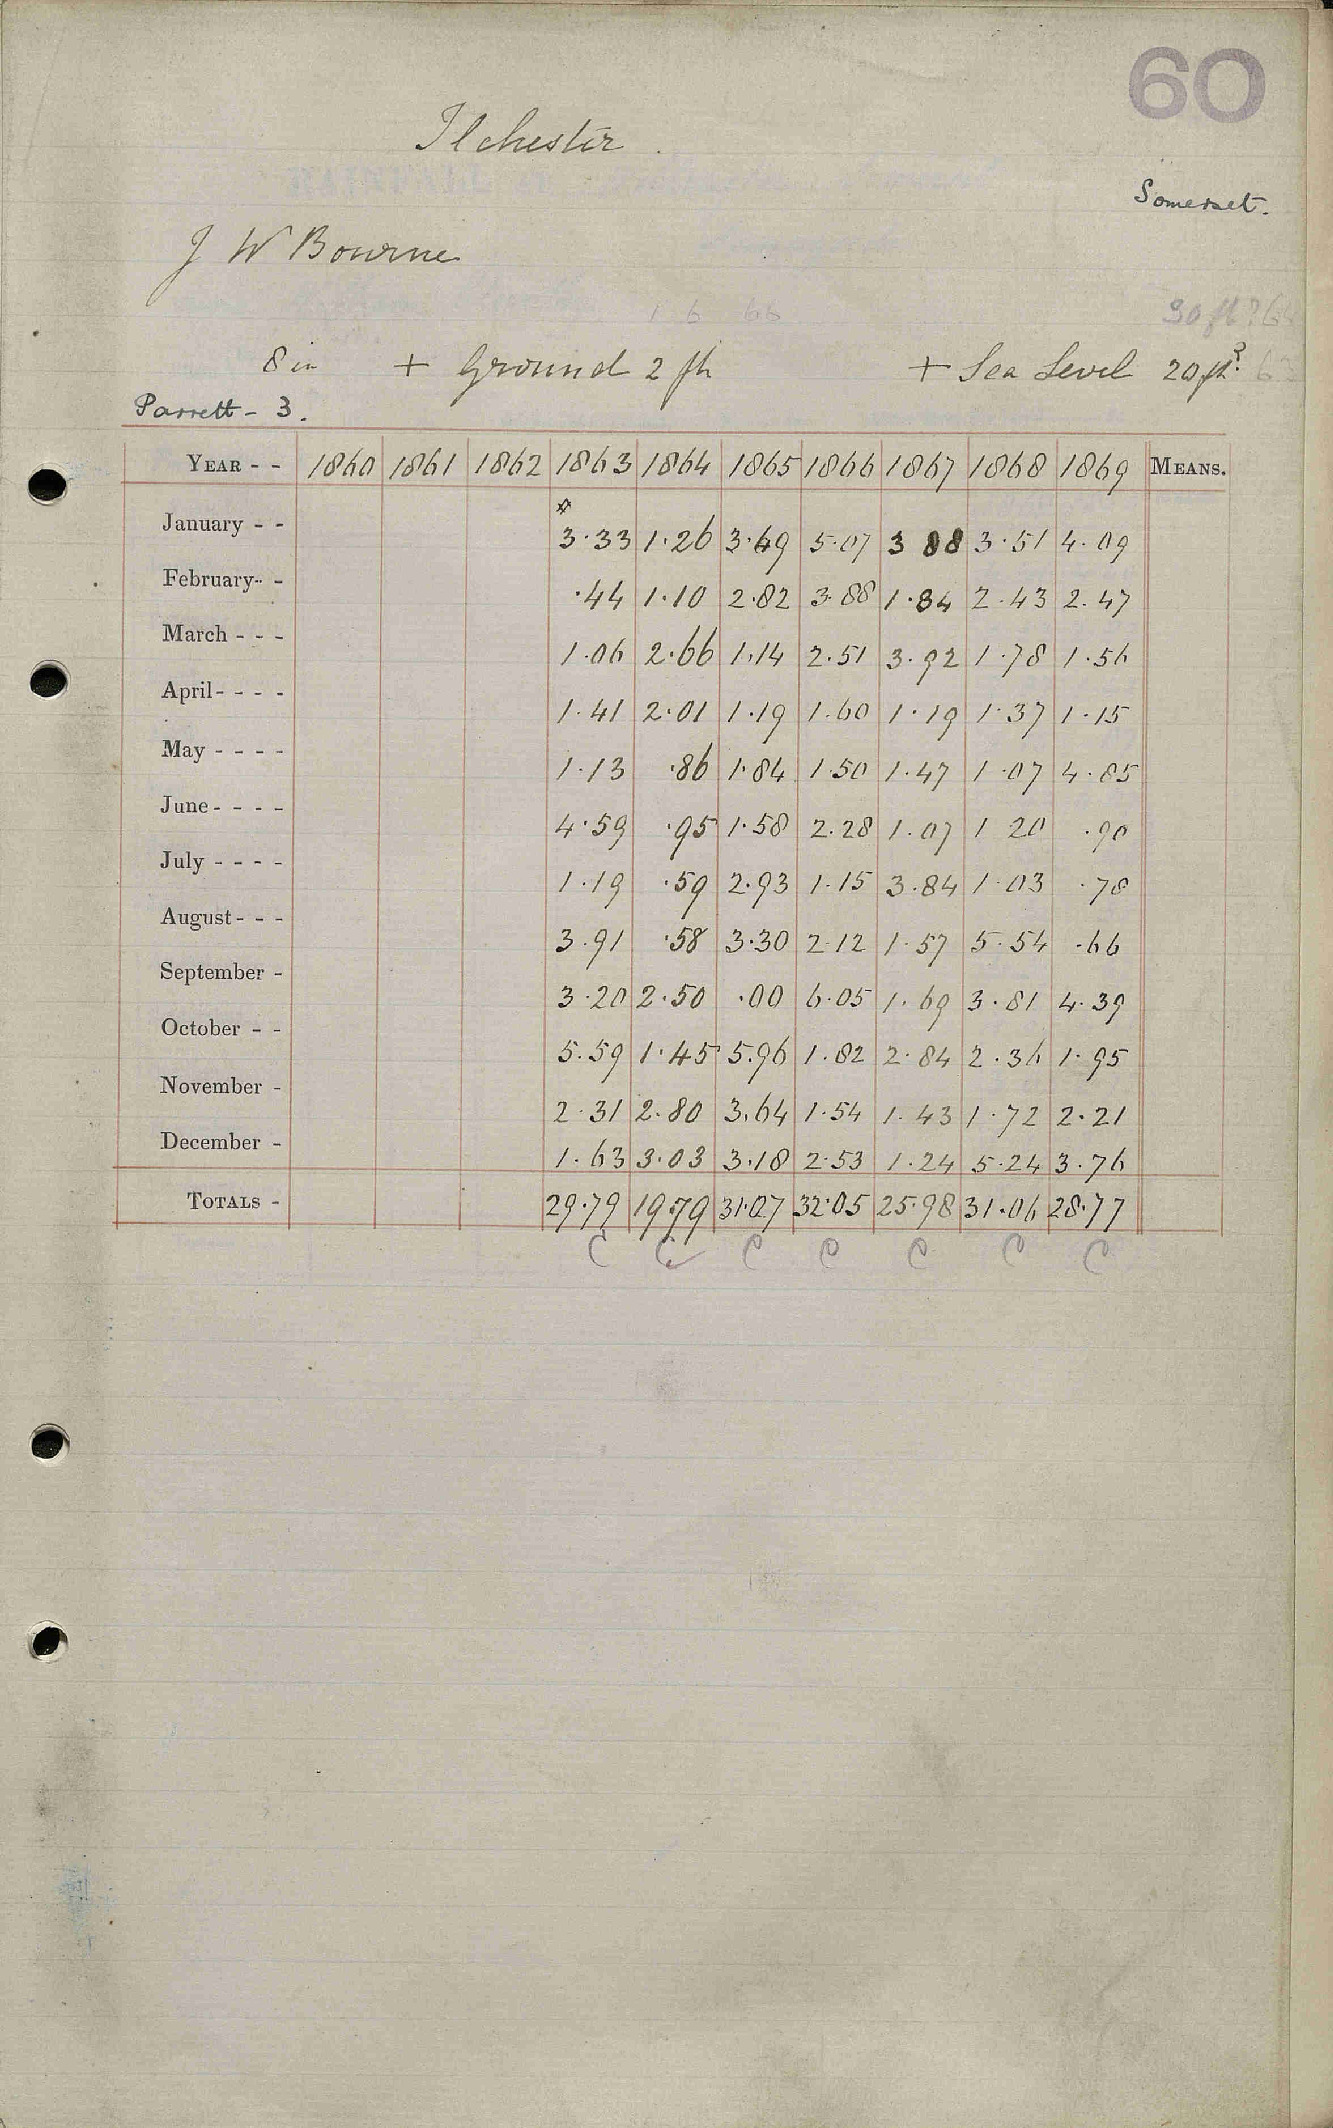 60
Ilchester.
Somerset.
J W Bourne
1 6 66
30 ft? 64
8 in + Ground 2 ft + Sea Level 20 ft?
Parrett - 3.
YEAR - - 1860 1861 1862 1863 1864 1865 1866 1867 1868 1869 MEANS.
January - - 3.33 1.26 3.49 5.07 3 88 3.51 4.09
February - - .44 1.10 2.82 3.88 1.84 2.43 2.47
March - - - 1.06 2.66 1.14 2.51 3.92 1.78 1.56
April - - - - 1.41 2.01 1.19 1.60 1.19 1.37 1.15
May - - - - 1.13 .86 1.84 1.50 1.47 1.07 4.85
June - - - - 4.59 .95 1.58 2.28 1.07 1 20 .90
July - - - - 1.19 .59 2.93 1.15 3.84 1.03 .78
August - - - 3.91 .58 3.30 2.12 1.57 5.54 .66
September - 3.20 2.50 .00 6.05 1.69 3.81 4.39
October - - 5.59 1.45 5.96 1.82 2.84 2.36 1.95
November - 2.31 2.80 3.64 1.54 1.43 1.72 2.21
December - 1.63 3.03 3.18 2.53 1.24 5.24 3.76
TOTALS - 29.79 19.79 31.07 32.05 25.98 31.06 28.77
C C C C C C C